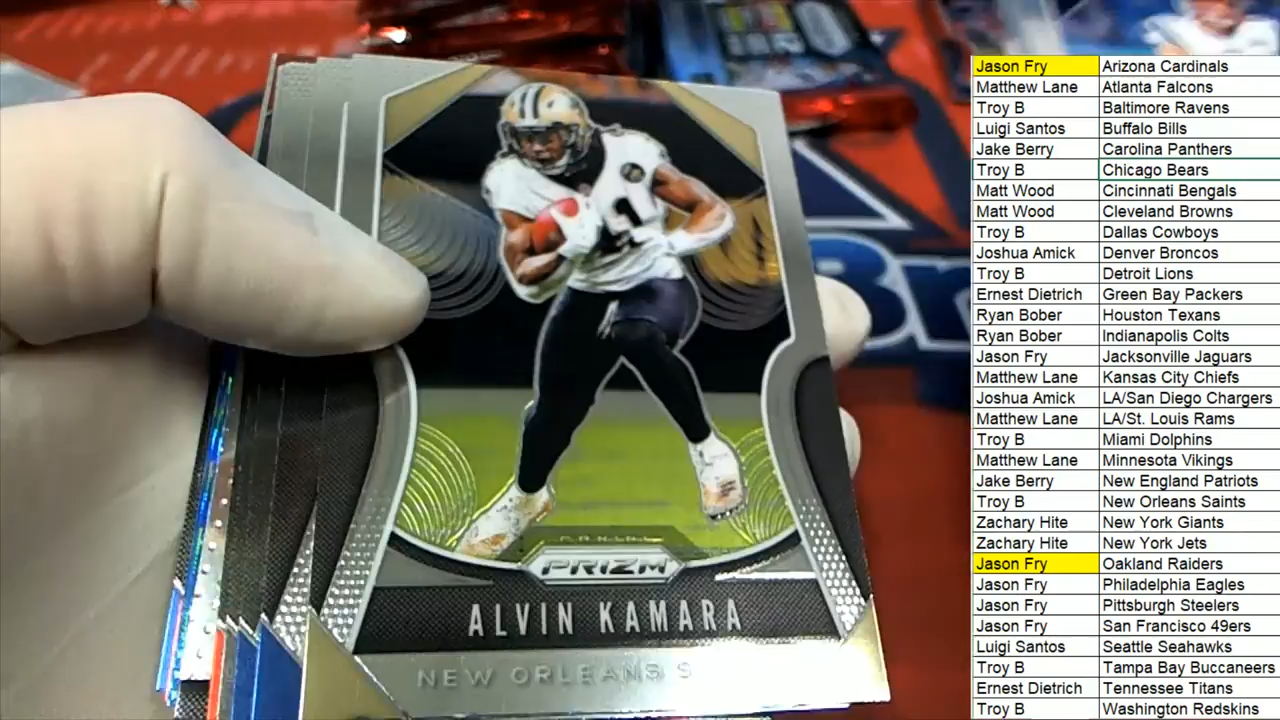 PANINI
PRIZM
ALVIN KAMARA
NEW ORLEANS S
Jason Fry Arizona Cardinals
Matthew Lane Atlanta Falcons
Troy B Baltimore Ravens
Luigi Santos Buffalo Bills
Jake Berry Carolina Panthers
Troy B Chicago Bears
Matt Wood Cincinnati Bengals
Matt Wood Cleveland Browns
Troy B Dallas Cowboys
Joshua Amick Denver Broncos
Troy B Detroit Lions
Ernest Dietrich Green Bay Packers
Ryan Bober Houston Texans
Ryan Bober Indianapolis Colts
Jason Fry Jacksonville Jaguars
Matthew Lane Kansas City Chiefs
Joshua Amick LA/San Diego Chargers
Matthew Lane LA/St. Louis Rams
Troy B Miami Dolphins
Matthew Lane Minnesota Vikings
Jake Berry New England Patriots
Troy B New Orleans Saints
Zachary Hite New York Giants
Zachary Hite New York Jets
Jason Fry Oakland Raiders
Jason Fry Philadelphia Eagles
Jason Fry Pittsburgh Steelers
Jason Fry San Francisco 49ers
Luigi Santos Seattle Seahawks
Troy B Tampa Bay Buccaneers
Ernest Dietrich Tennessee Titans
Troy B Washington Redskins